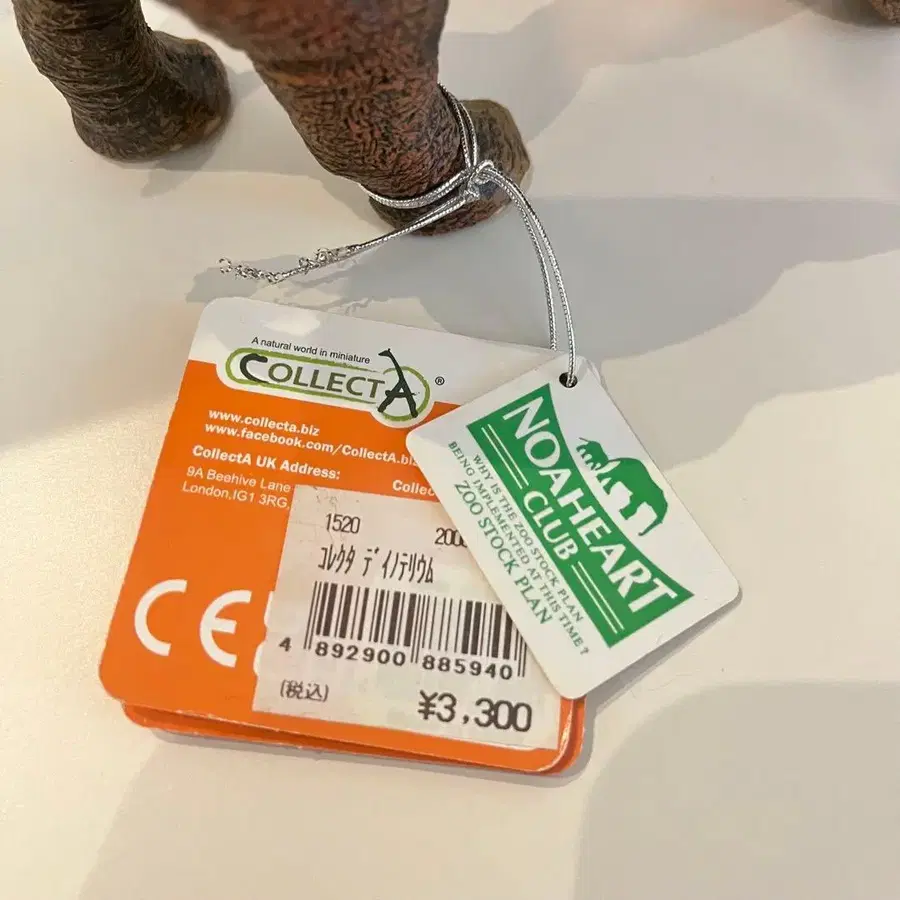 A natural world in miniature
COLLECTA®
www.collecta.biz
www.facebook.com/CollectA.biz
CollectA UK Address:
9A Beehive Lane
London,IG1 3RG,
CE
1520
コレクタ ディノテリウム
4 892900 885940
(税込)
¥3,300
NOAHEART
CLUB
WHY IS THE ZOO STOCK PLAN
BEING IMPLEMENTED AT THIS TIME?
ZOO STOCK PLAN